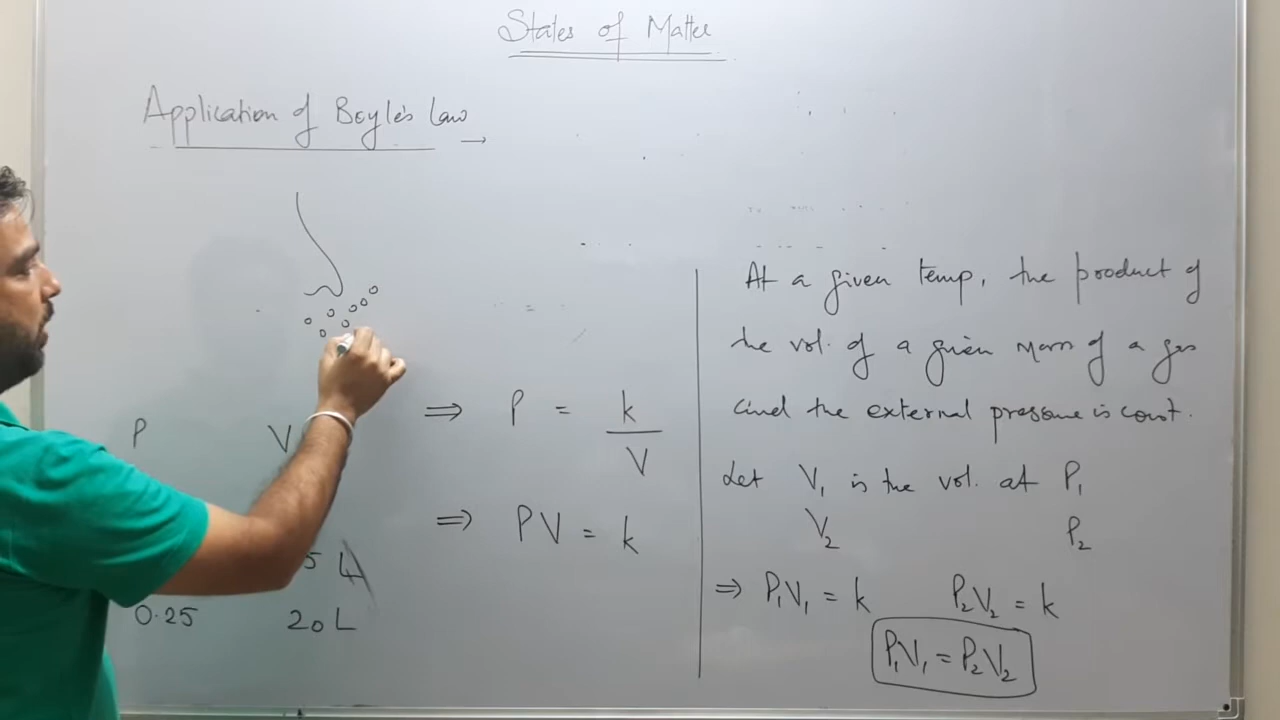 States of Matter
Application of Boyle's Law →
P V
5 L
0.25 20 L
⇒ P = k / V
⇒ PV = k
At a given temp, the product of
the vol. of a given mass of a gas
and the external pressure is const.
Let V₁ is the vol. at P₁
V₂ P₂
⇒ P₁V₁ = k P₂V₂ = k
P₁V₁ = P₂V₂